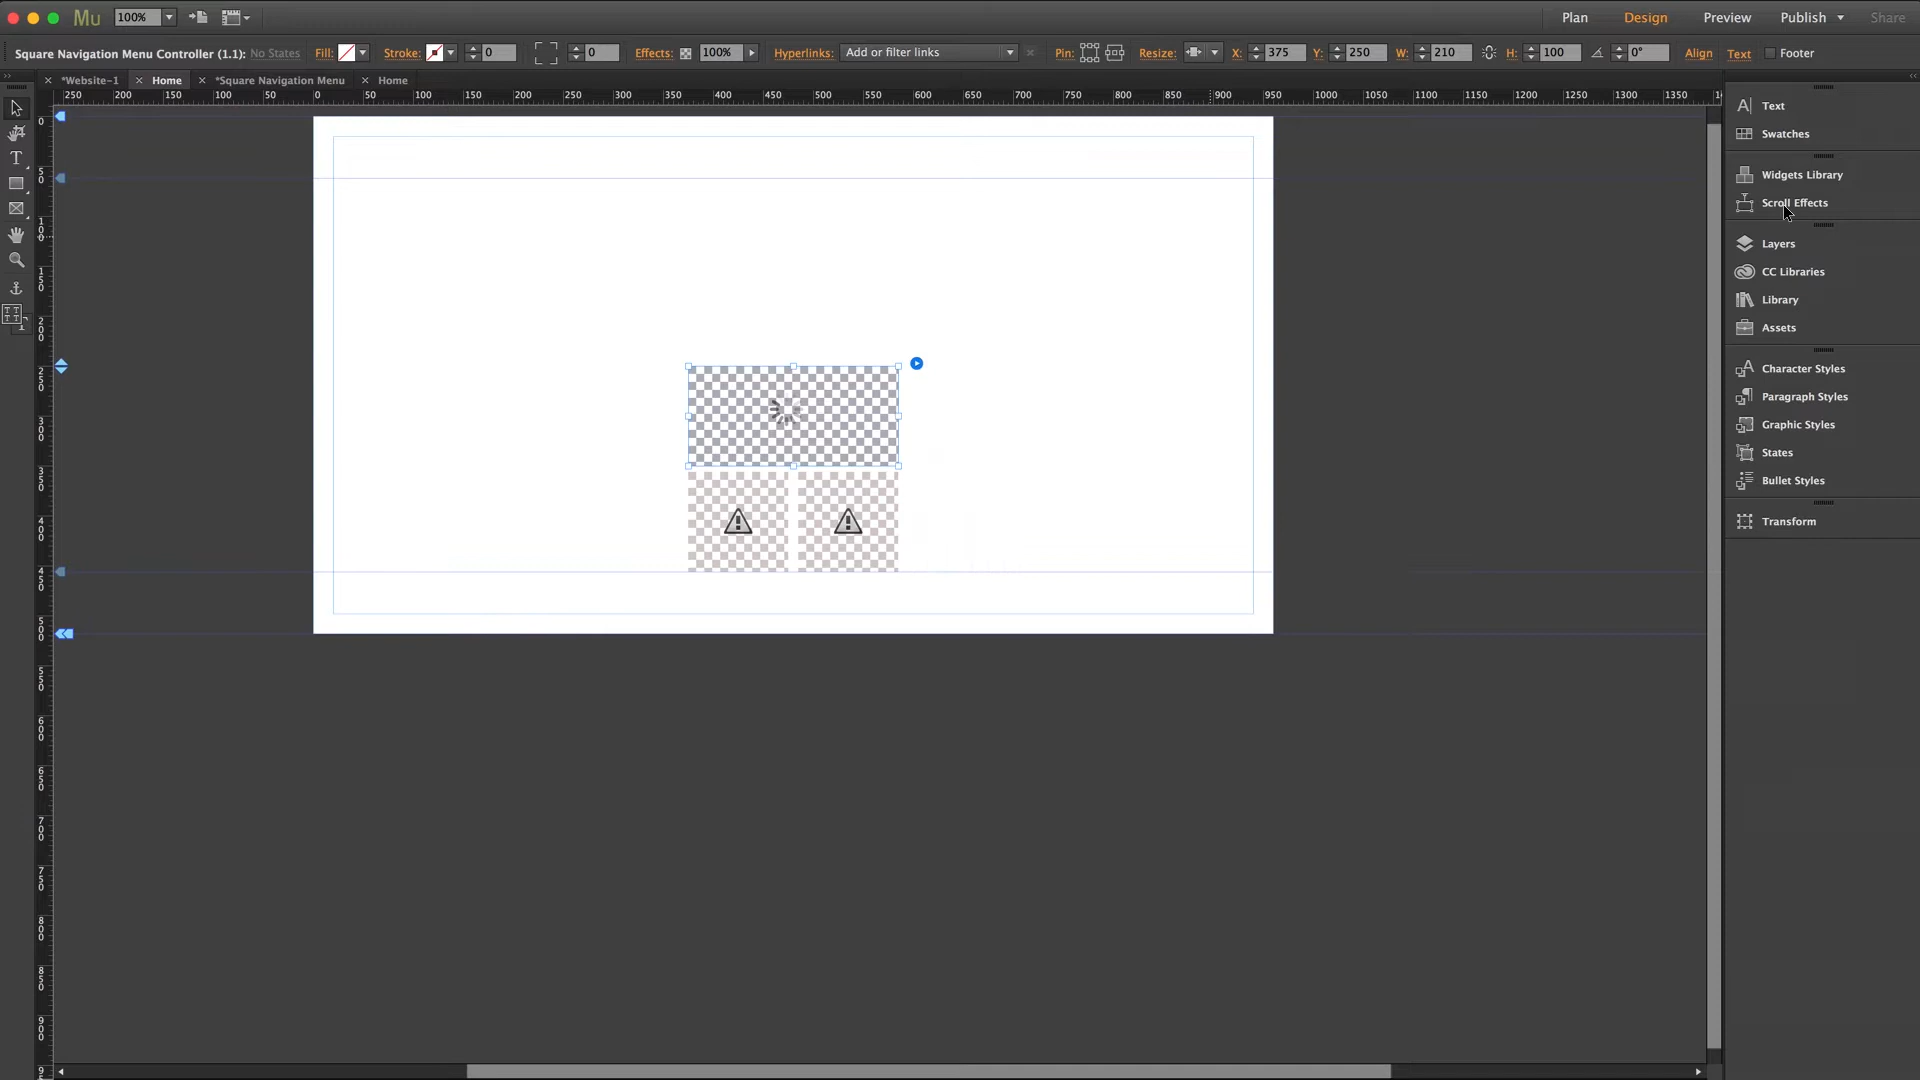 Mu 100% Plan Design Preview Publish Share
Square Navigation Menu Controller (1.1): No States Fill: Stroke: 0 0 Effects: 100% Hyperlinks: Add or filter links Pin: Resize: X: 375 Y: 250 W: 210 H: 100 0° Align Text Footer
*Website-1 Home *Square Navigation Menu Home
250 200 150 100 50 0 50 100 150 200 250 300 350 400 450 500 550 600 650 700 750 800 850 900 950 1000 1050 1100 1150 1200 1250 1300 1350
0
50
100
150
200
250
300
350
400
450
500
550
600
650
700
750
800
850
900
Text
Swatches
Widgets Library
Scroll Effects
Layers
CC Libraries
Library
Assets
Character Styles
Paragraph Styles
Graphic Styles
States
Bullet Styles
Transform